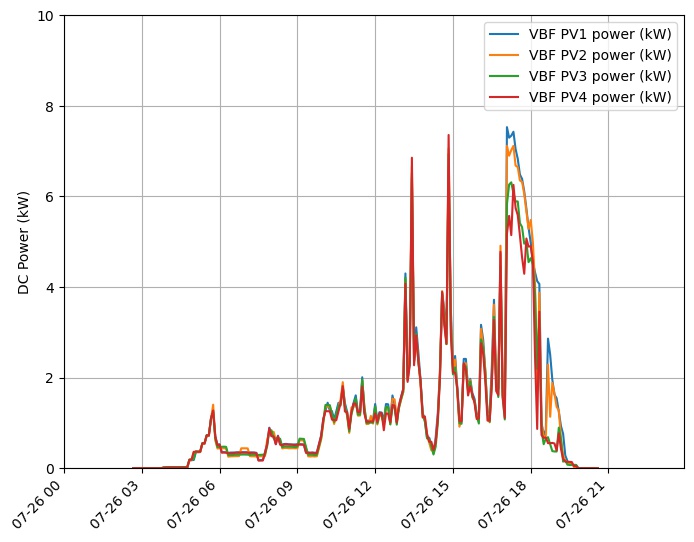 10
8
6
4
2
0
DC Power (kW)
VBF PV1 power (kW)
VBF PV2 power (kW)
VBF PV3 power (kW)
VBF PV4 power (kW)
07-26 00
07-26 03
07-26 06
07-26 09
07-26 12
07-26 15
07-26 18
07-26 21